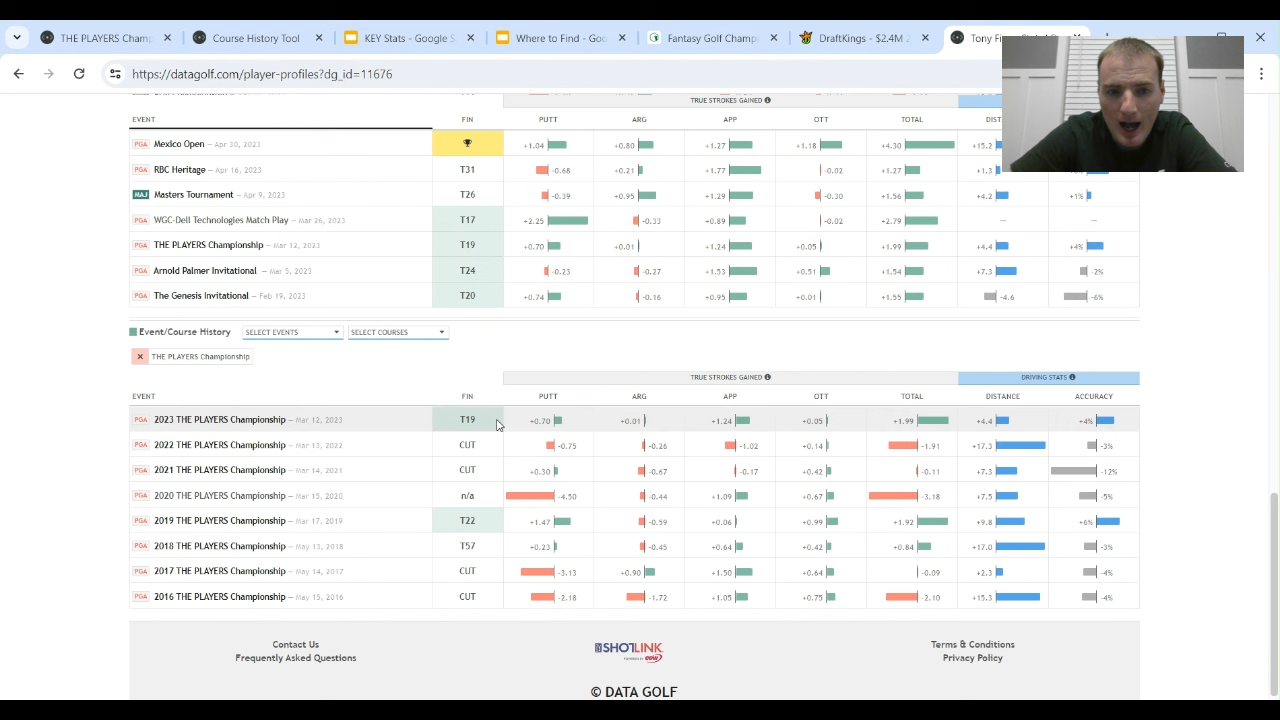 THE PLAYERS Champ
Course History Tool
KEY Stats - Google S
Where to Find - Goo
Fantasy Golf Champ
DraftKings - $2.4M
https://datagolf.com/player-profiles?dg_id=
TRUE STROKES GAINED
EVENT FIN PUTT ARG APP OTT TOTAL
PGA Mexico Open — Apr 30, 2023 +1.04 +0.80 +1.27 +1.18 +4.30 +15.2
PGA RBC Heritage — Apr 16, 2023 T31 -0.68 +0.21 +1.77 -0.02 +1.27 +1.3
MAJ Masters Tournament — Apr 9, 2023 T26 -0.39 +0.95 +1.29 -0.30 +1.56 +4.2 +1%
PGA WGC-Dell Technologies Match Play — Mar 26, 2023 T17 +2.25 -0.33 +0.89 -0.02 +2.79 — —
PGA THE PLAYERS Championship — Mar 12, 2023 T19 +0.70 +0.01 +1.24 +0.05 +1.99 +4.4 +4%
PGA Arnold Palmer Invitational — Mar 5, 2023 T24 -0.23 -0.27 +1.53 +0.51 +1.54 +7.3 -2%
PGA The Genesis Invitational — Feb 19, 2023 T20 +0.74 -0.16 +0.95 +0.01 +1.55 -4.6 -6%
Event/Course History SELECT EVENTS SELECT COURSES
× THE PLAYERS Championship
TRUE STROKES GAINED DRIVING STATS
EVENT FIN PUTT ARG APP OTT TOTAL DISTANCE ACCURACY
PGA 2023 THE PLAYERS Championship — Mar 12, 2023 T19 +0.70 +0.01 +1.24 +0.05 +1.99 +4.4 +4%
PGA 2022 THE PLAYERS Championship — Mar 13, 2022 CUT -0.75 -0.26 -1.02 +0.14 -1.91 +17.3 -3%
PGA 2021 THE PLAYERS Championship — Mar 14, 2021 CUT +0.30 -0.67 -0.17 +0.42 -0.11 +7.3 -12%
PGA 2020 THE PLAYERS Championship — Mar 15, 2020 n/a -4.50 -0.44 +1.09 +0.67 -3.18 +7.5 -5%
PGA 2019 THE PLAYERS Championship — Mar 17, 2019 T22 +1.47 -0.59 +0.06 +0.99 +1.92 +9.8 +6%
PGA 2018 THE PLAYERS Championship — May 13, 2018 T57 +0.23 -0.45 +0.64 +0.42 +0.84 +17.0 -3%
PGA 2017 THE PLAYERS Championship — May 14, 2017 CUT -3.13 +0.90 +1.50 +0.64 -0.09 +2.3 -4%
PGA 2016 THE PLAYERS Championship — May 15, 2016 CUT -2.18 -1.72 +1.05 +0.75 -2.10 +15.3 -4%
Contact Us
Frequently Asked Questions
SHOTLINK
POWERED BY CDW
Terms & Conditions
Privacy Policy
© DATA GOLF